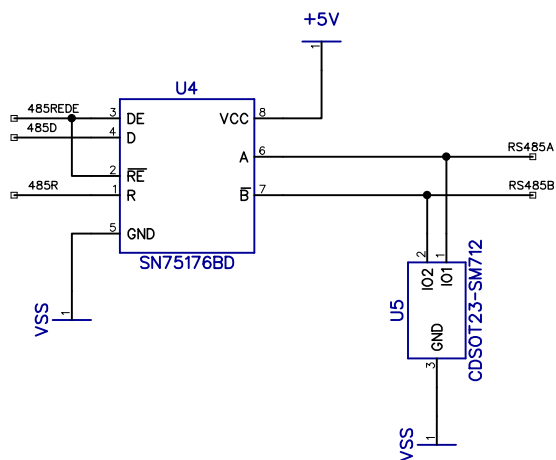 +5V
1
U4
485REDE 3 DE VCC 8
485D 4 D
A 6 RS485A
2 RE
485R 1 R B 7 RS485B
5 GND
SN75176BD
VSS 1
U5
2 1
IO2 IO1
GND
CDSOT23-SM712
3
VSS 1